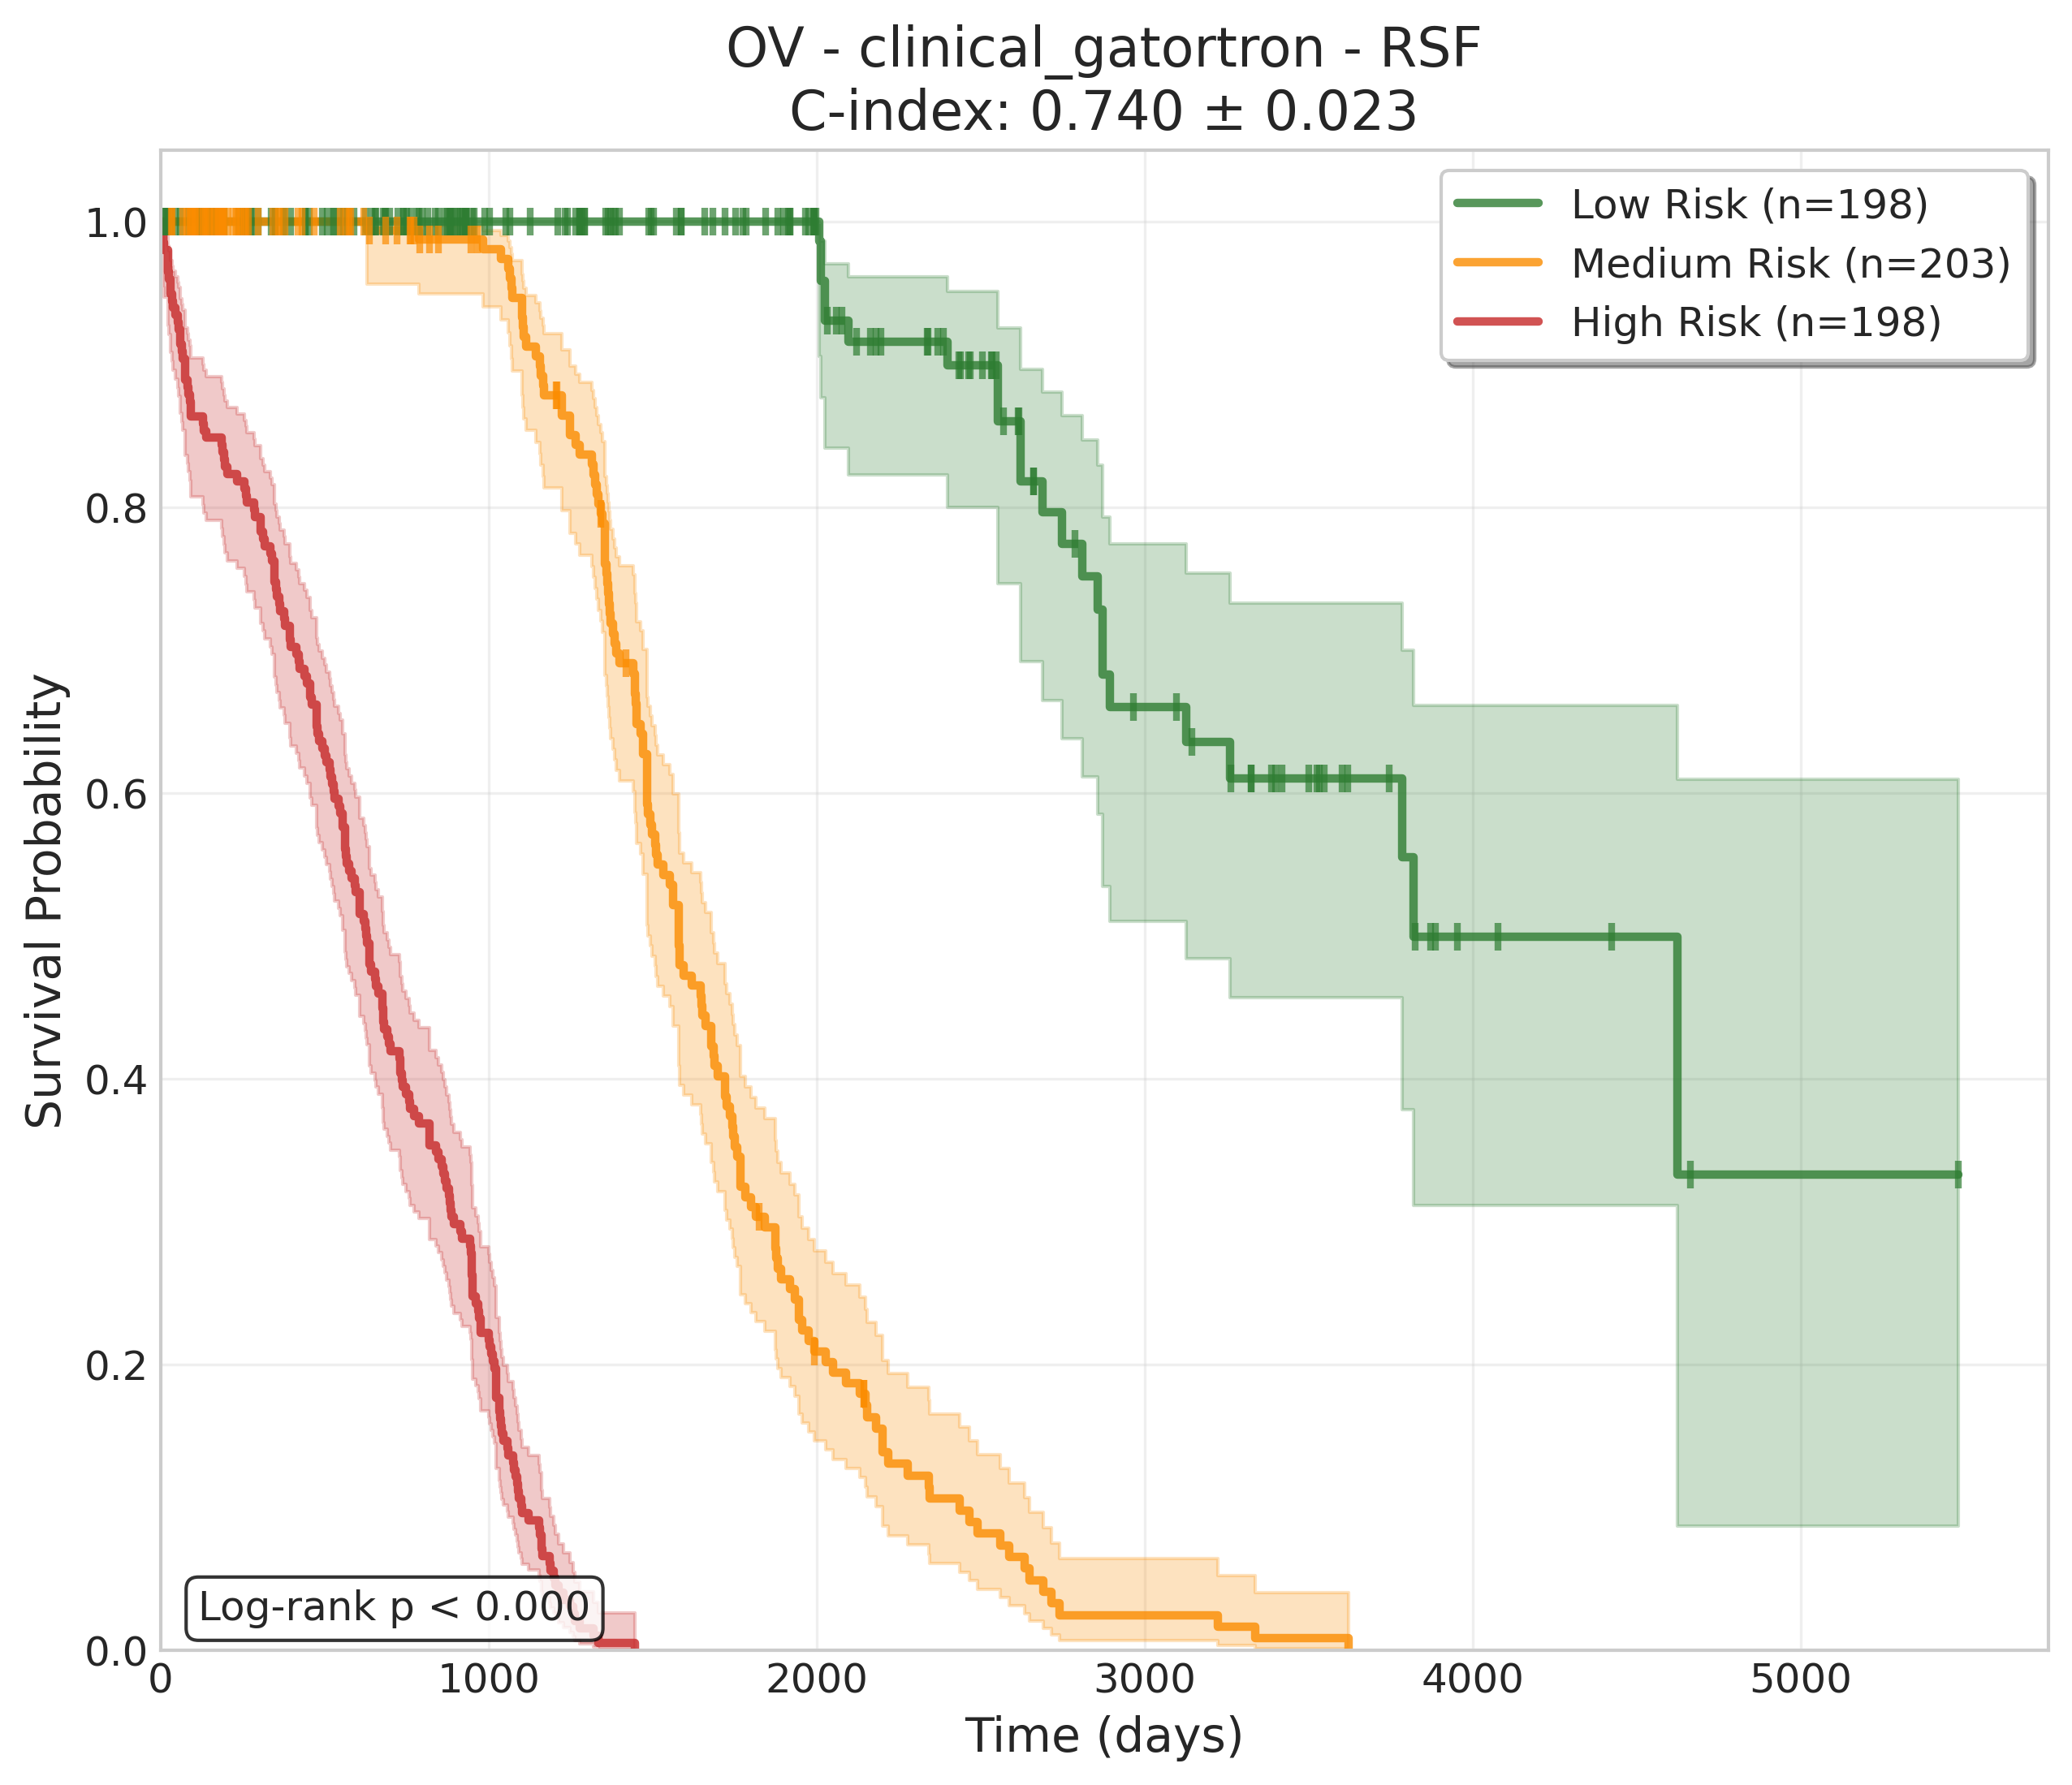 OV - clinical_gatortron - RSF
C-index: 0.740 ± 0.023
Low Risk (n=198)
Medium Risk (n=203)
High Risk (n=198)
Survival Probability
1.0
0.8
0.6
0.4
0.2
0.0
Log-rank p < 0.000
0 1000 2000 3000 4000 5000
Time (days)